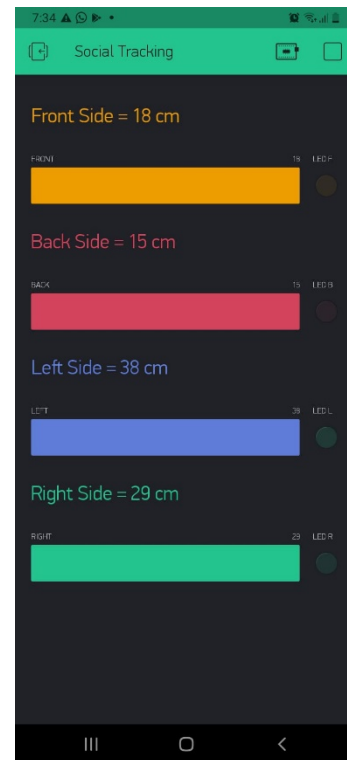 7:34
Social Tracking
Front Side = 18 cm
FRONT 18 LED F
Back Side = 15 cm
BACK 15 LED B
Left Side = 38 cm
LEFT 38 LED L
Right Side = 29 cm
RIGHT 29 LED R